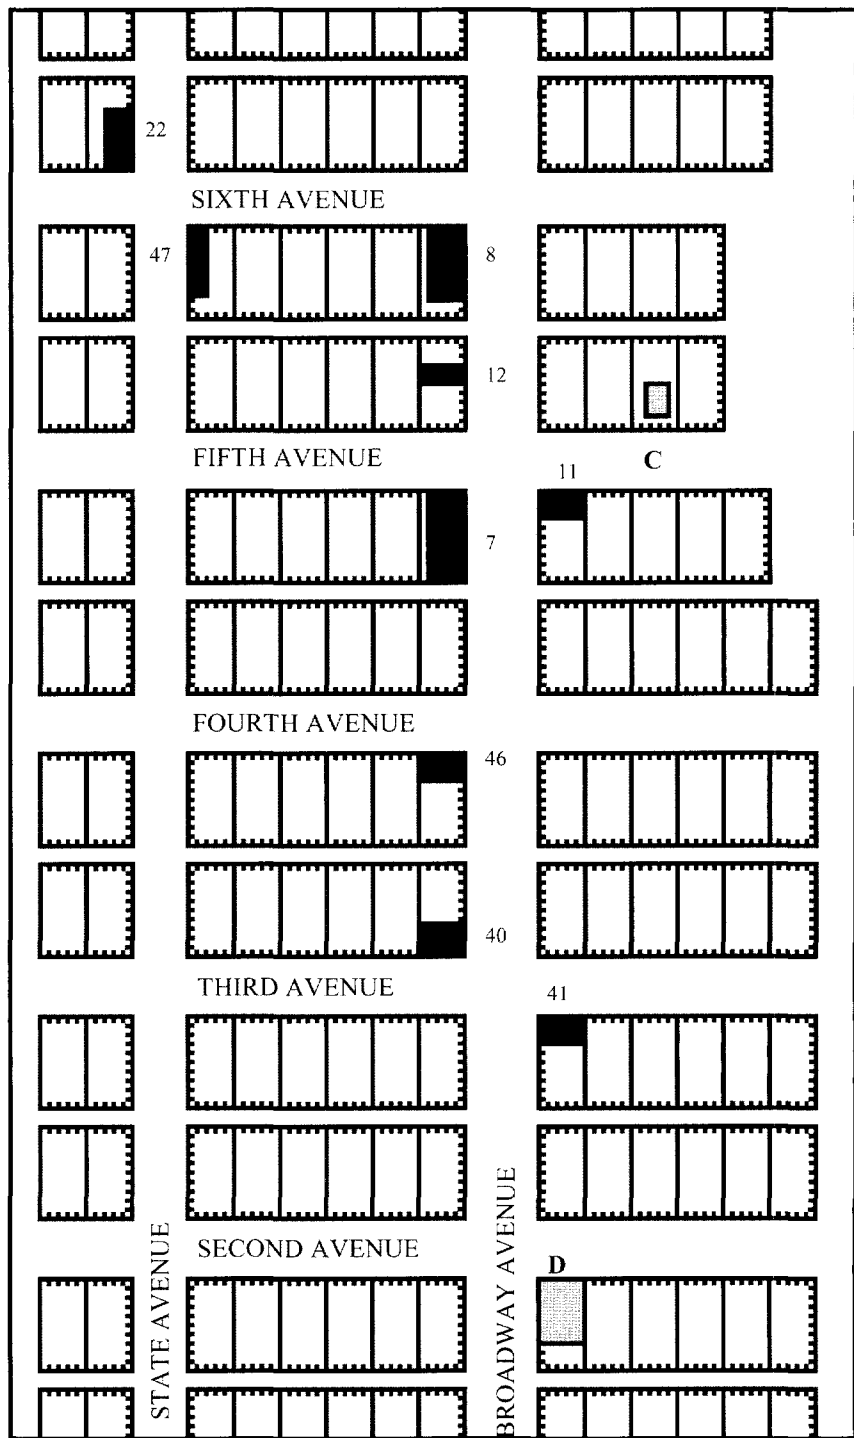 22
SIXTH AVENUE
47
8
12
FIFTH AVENUE
C
11
7
FOURTH AVENUE
46
40
THIRD AVENUE
41
SECOND AVENUE
D
STATE AVENUE
BROADWAY AVENUE